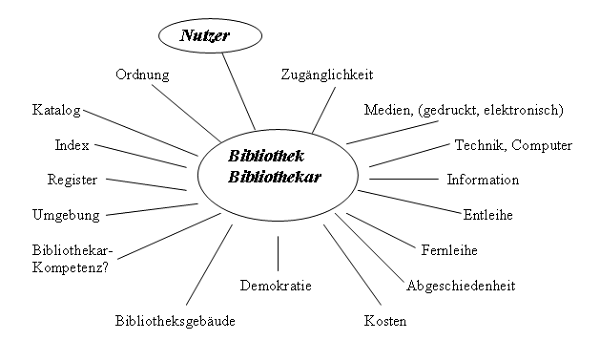 Nutzer
Ordnung
Zugänglichkeit
Katalog
Medien, (gedruckt, elektronisch)
Index
Technik, Computer
Bibliothek
Bibliothekar
Register
Information
Umgebung
Entleihe
Bibliothekar-
Kompetenz?
Fernleihe
Demokratie
Abgeschiedenheit
Bibliotheksgebäude
Kosten